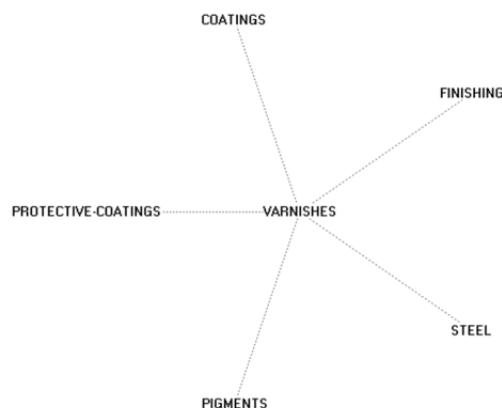 COATINGS
FINISHING
PROTECTIVE-COATINGS
VARNISHES
STEEL
PIGMENTS